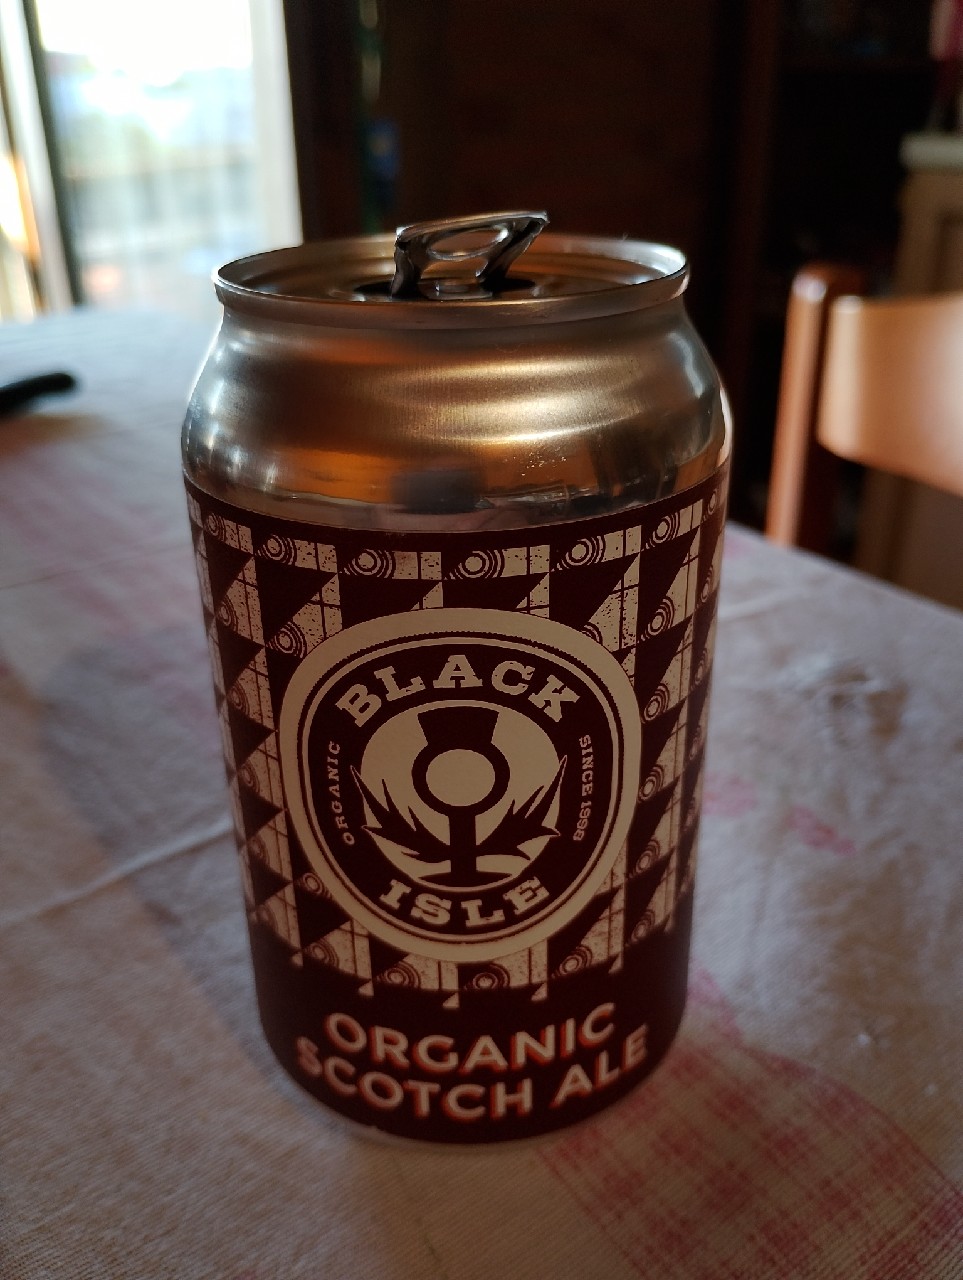 BLACK
ORGANIC
SINCE 1998
ISLE
ORGANIC
SCOTCH ALE